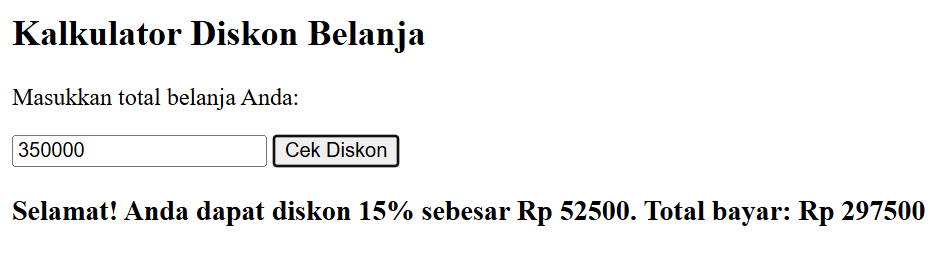 Kalkulator Diskon Belanja
Masukkan total belanja Anda:
350000 Cek Diskon
Selamat! Anda dapat diskon 15% sebesar Rp 52500. Total bayar: Rp 297500